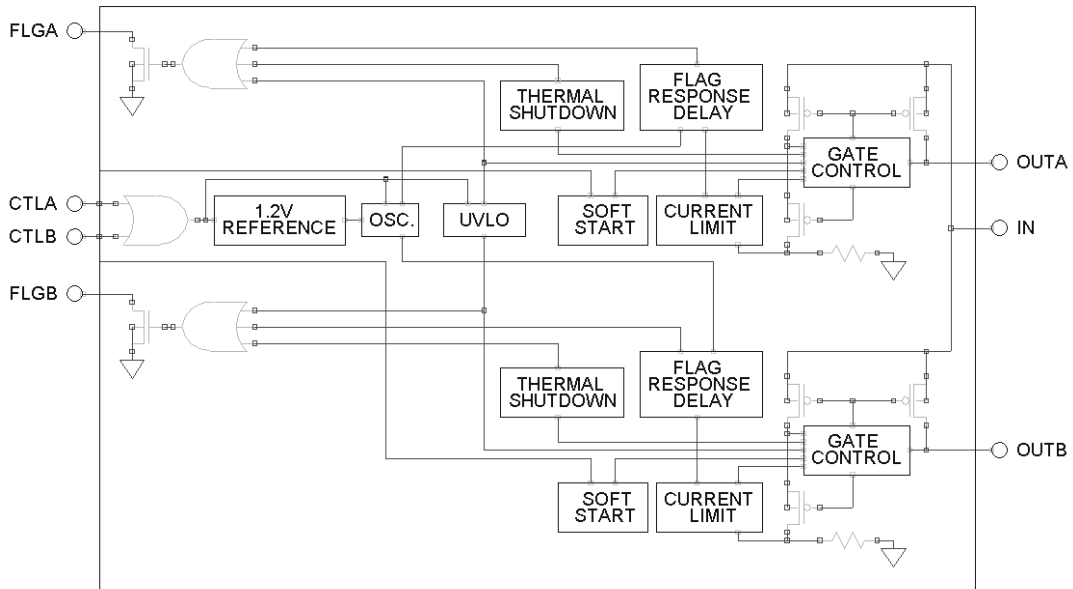 FLGA
THERMAL
SHUTDOWN
FLAG
RESPONSE
DELAY
GATE
CONTROL
OUTA
CTLA
CTLB
1.2V
REFERENCE
OSC.
UVLO
SOFT
START
CURRENT
LIMIT
IN
FLGB
THERMAL
SHUTDOWN
FLAG
RESPONSE
DELAY
GATE
CONTROL
OUTB
SOFT
START
CURRENT
LIMIT